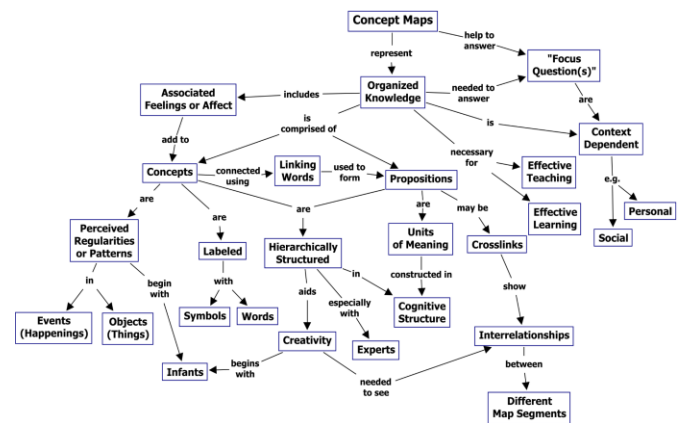 Concept Maps
help to
answer
represent
"Focus
Question(s)"
Associated
Feelings or Affect
includes
Organized
Knowledge
needed to
answer
are
is
Context
Dependent
add to
is
comprised of
necessary
for
Effective
Teaching
e.g.
Concepts
connected
using
Linking
Words
used to
form
Propositions
Effective
Learning
Personal
Social
are
are
are
are
may be
Perceived
Regularities
or Patterns
Labeled
Hierarchically
Structured
Units
of Meaning
Crosslinks
in
begin
with
with
aids
in
constructed in
show
especially
with
Events
(Happenings)
Objects
(Things)
Symbols
Words
Cognitive
Structure
Creativity
Experts
Interrelationships
Infants
begins
with
needed
to see
between
Different
Map Segments